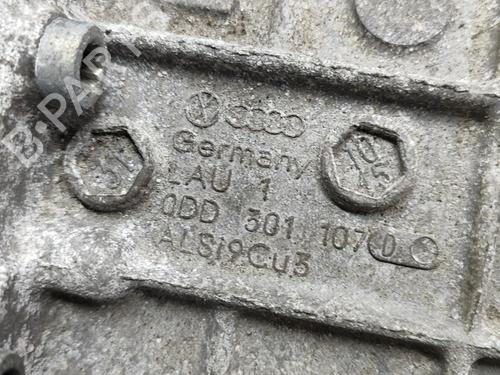 B-PARTS
Germany
LAU 1
0DD 301 107 D
ALSi9Cu3